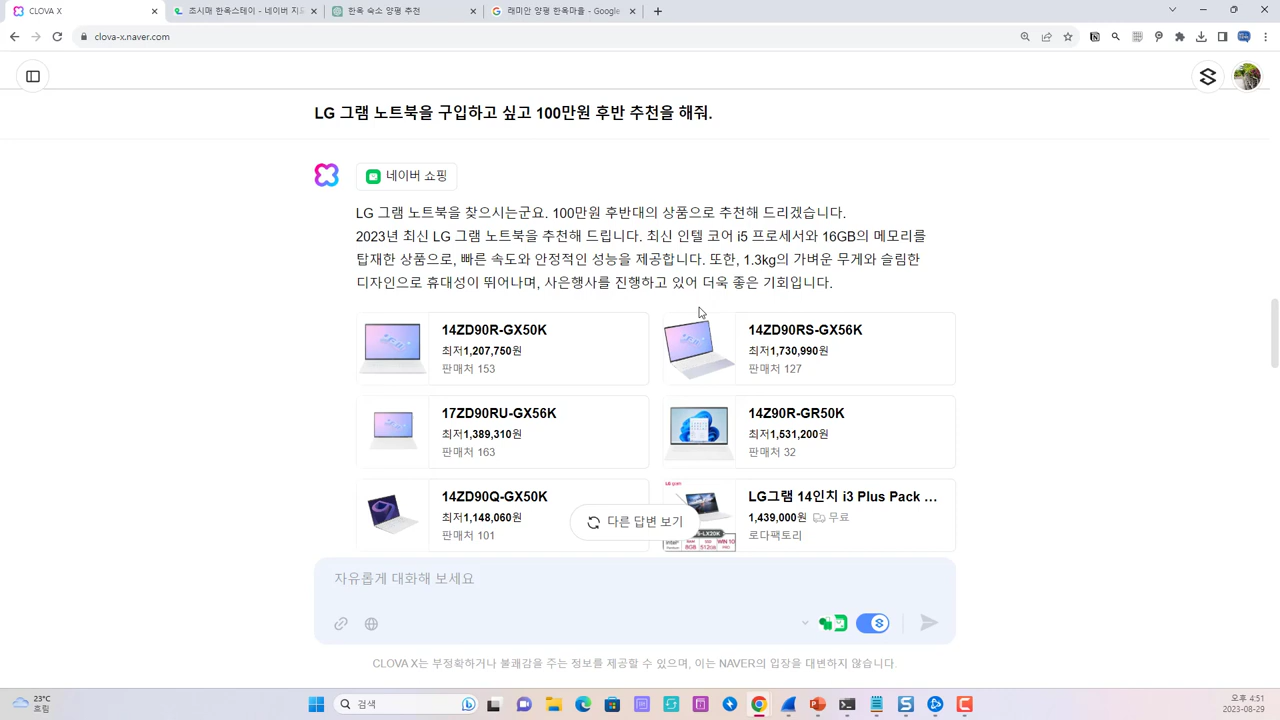 CLOVA X
조시매 한옥스테이 - 네이버 지도
한옥 숙소 양평 추천
래미안 양평 한옥마을 - Google
clova-x.naver.com
LG 그램 노트북을 구입하고 싶고 100만원 후반 추천을 해줘.
네이버 쇼핑
LG 그램 노트북을 찾으시는군요. 100만원 후반대의 상품으로 추천해 드리겠습니다.
2023년 최신 LG 그램 노트북을 추천해 드립니다. 최신 인텔 코어 i5 프로세서와 16GB의 메모리를
탑재한 상품으로, 빠른 속도와 안정적인 성능을 제공합니다. 또한, 1.3kg의 가벼운 무게와 슬림한
디자인으로 휴대성이 뛰어나며, 사은행사를 진행하고 있어 더욱 좋은 기회입니다.
14ZD90R-GX50K
최저1,207,750원
판매처 153
14ZD90RS-GX56K
최저1,730,990원
판매처 127
17ZD90RU-GX56K
최저1,389,310원
판매처 163
14Z90R-GR50K
최저1,531,200원
판매처 32
14ZD90Q-GX50K
최저1,148,060원
판매처 101
LG그램 14인치 i3 Plus Pack ...
1,439,000원 무료
로다팩토리
다른 답변 보기
자유롭게 대화해 보세요
CLOVA X는 부정확하거나 불쾌감을 주는 정보를 제공할 수 있으며, 이는 NAVER의 입장을 대변하지 않습니다.
23°C
흐림
검색
오후 4:51
2023-08-29